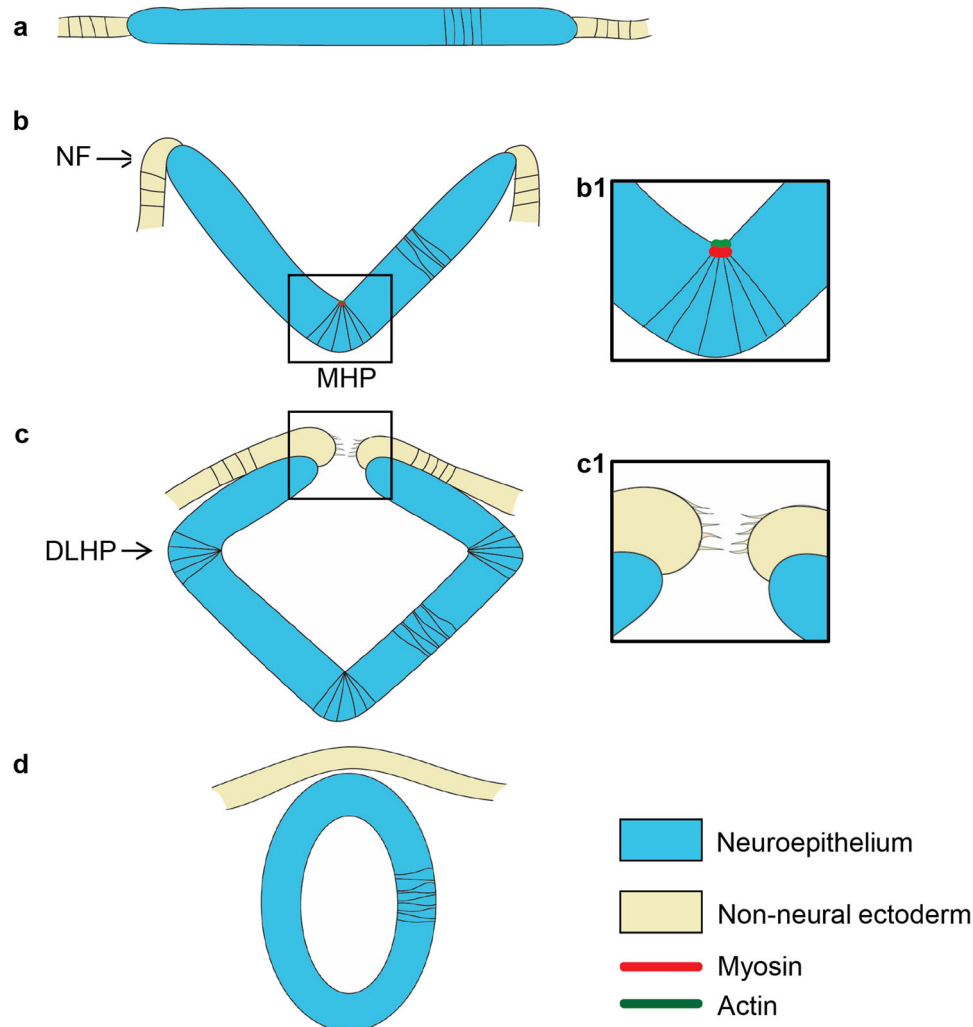 a
b
NF
b1
MHP
c
c1
DLHP
d
Neuroepithelium
Non-neural ectoderm
Myosin
Actin